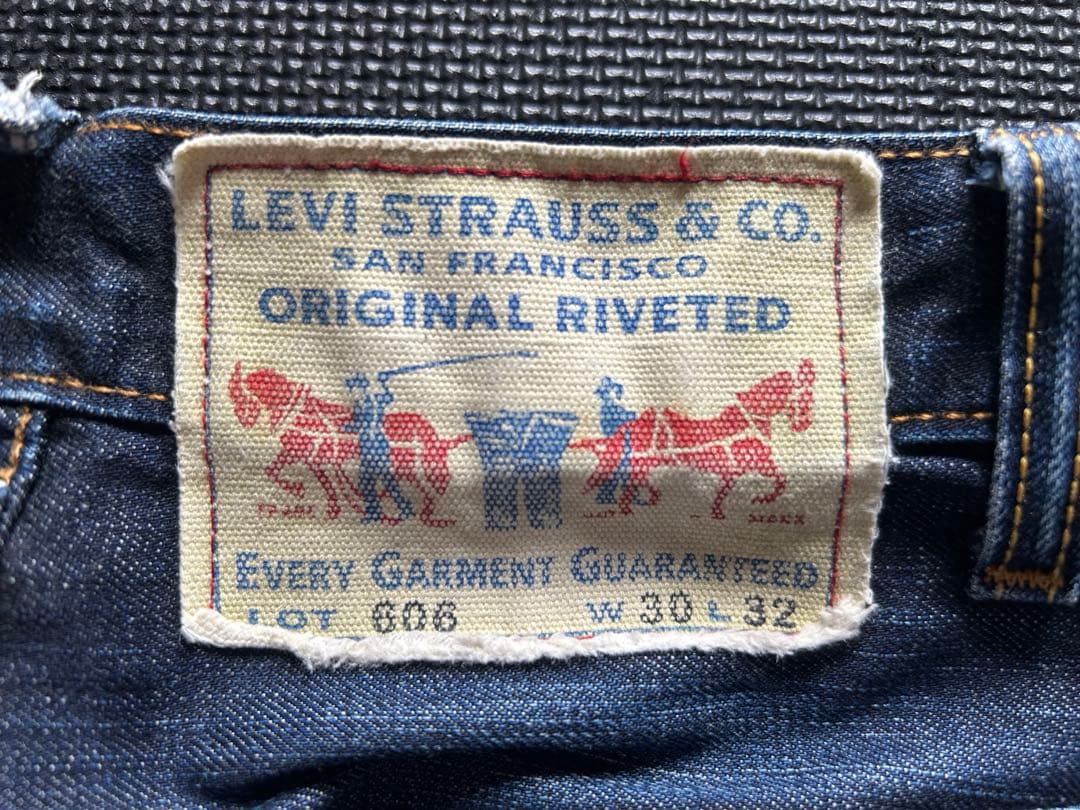 LEVI STRAUSS & CO.
SAN FRANCISCO
ORIGINAL RIVETED
EVERY GARMENT GUARANTEED
LOT 606 W 30 L 32